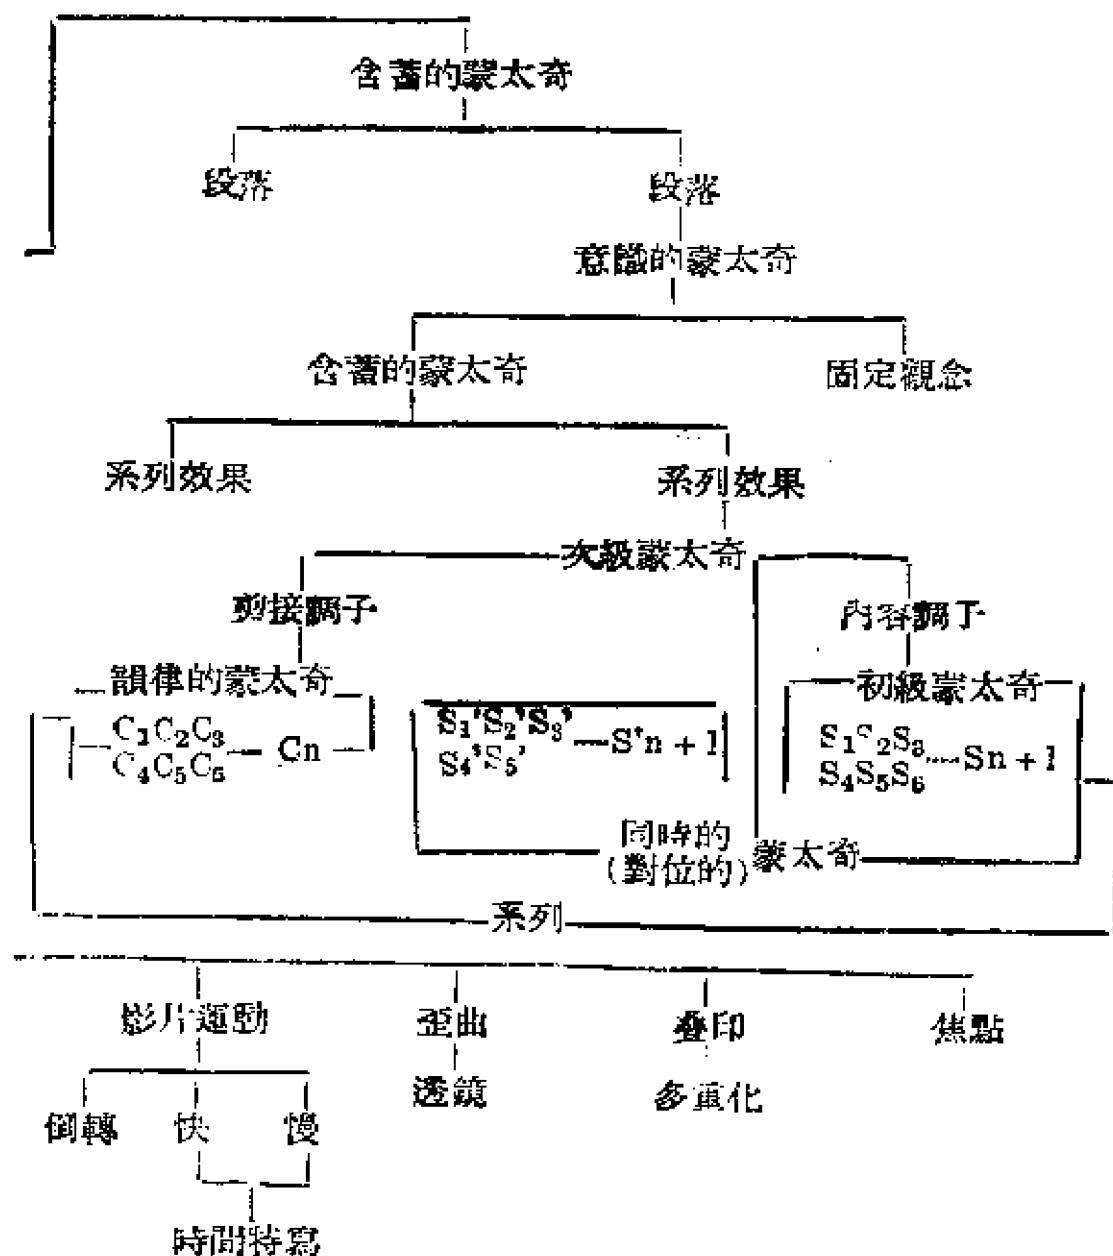 含蓄的蒙太奇
段落 段落
意識的蒙太奇
含蓄的蒙太奇 固定觀念
系列效果 系列效果
次級蒙太奇
剪接調子 內容調子
韻律的蒙太奇 初級蒙太奇
C₁C₂C₃ S₁'S₂'S₃' S₁S₂S₃
— Cn — —S'n+1 ----Sn+1
C₄C₅C₆ S₄'S₅' S₄S₅S₆
同時的
(對位的)蒙太奇
系列
影片運動 歪曲 叠印 焦點
透鏡 多重化
倒轉 快 慢
時間特寫